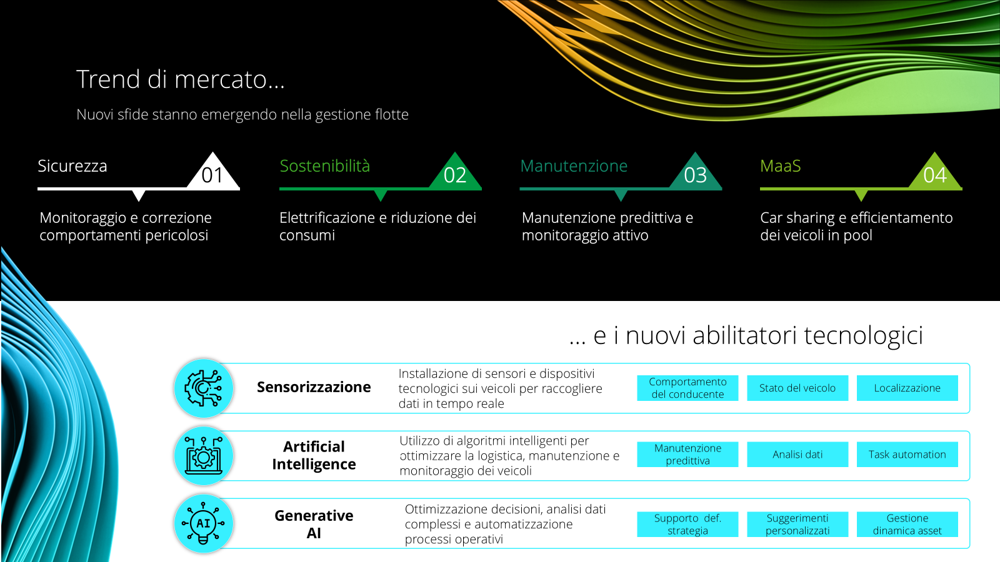 Trend di mercato...
Nuovi sfide stanno emergendo nella gestione flotte
Sicurezza
01
Monitoraggio e correzione
comportamenti pericolosi
Sostenibilità
02
Elettrificazione e riduzione dei
consumi
Manutenzione
03
Manutenzione predittiva e
monitoraggio attivo
MaaS
04
Car sharing e efficientamento
dei veicoli in pool
... e i nuovi abilitatori tecnologici
Sensorizzazione
Installazione di sensori e dispositivi
tecnologici sui veicoli per raccogliere
dati in tempo reale
Comportamento
del conducente
Stato del veicolo
Localizzazione
Artificial
Intelligence
Utilizzo di algoritmi intelligenti per
ottimizzare la logistica, manutenzione e
monitoraggio dei veicoli
Manutenzione
predittiva
Analisi dati
Task automation
AI
Generative
AI
Ottimizzazione decisioni, analisi dati
complessi e automatizzazione
processi operativi
Supporto def.
strategia
Suggerimenti
personalizzati
Gestione
dinamica asset